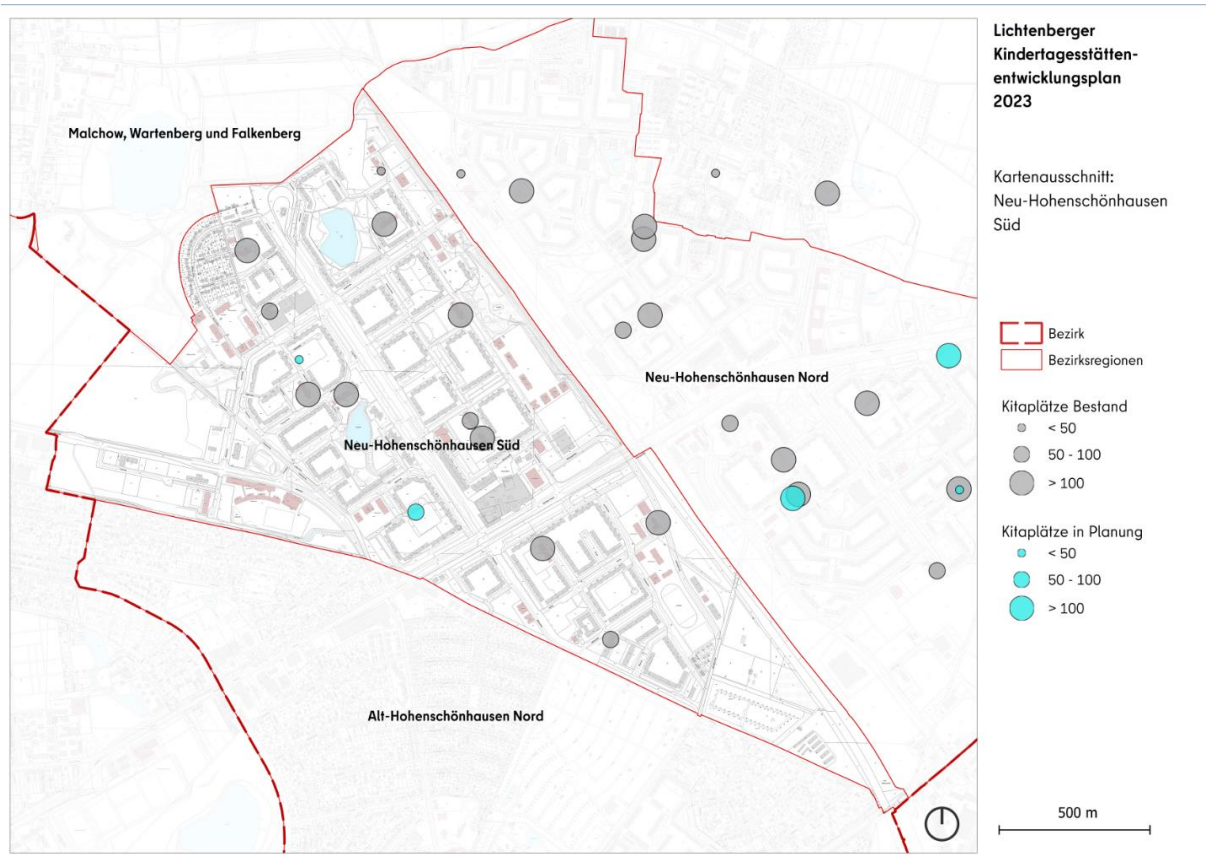 Lichtenberger
Kindertagesstätten-
entwicklungsplan
2023
Kartenausschnitt:
Neu-Hohenschönhausen
Süd
Malchow, Wartenberg und Falkenberg
Neu-Hohenschönhausen Nord
Neu-Hohenschönhausen Süd
Alt-Hohenschönhausen Nord
Bezirk
Bezirksregionen
Kitaplätze Bestand
< 50
50 - 100
> 100
Kitaplätze in Planung
< 50
50 - 100
> 100
500 m